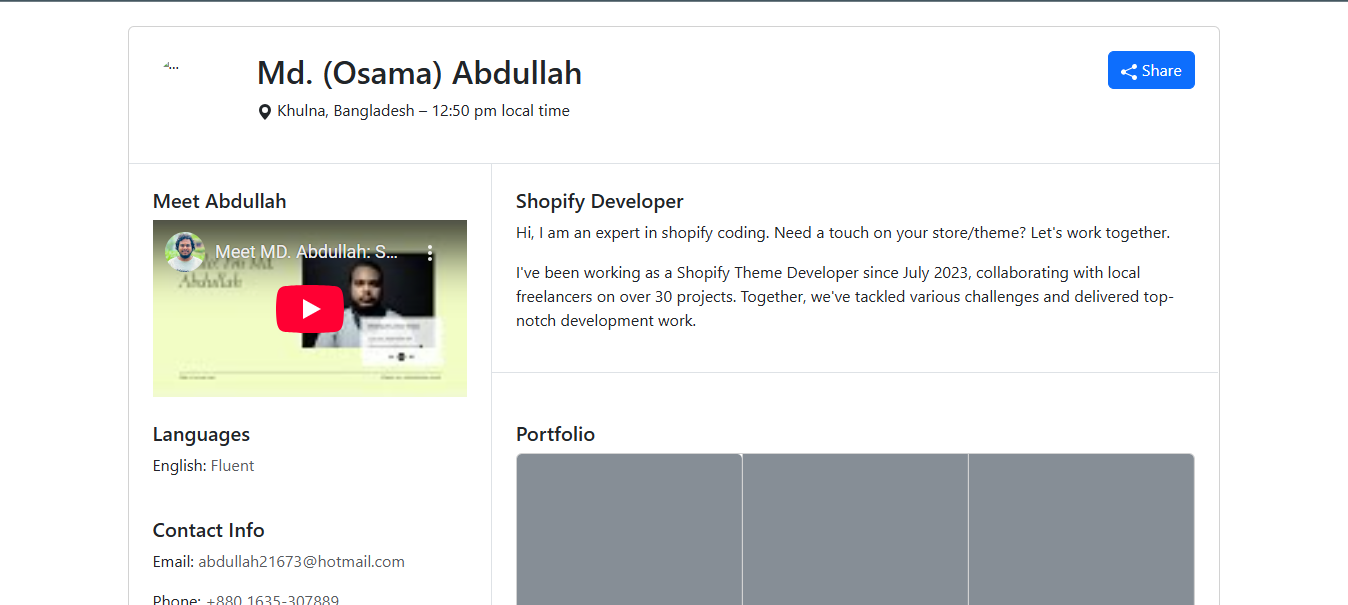 Md. (Osama) Abdullah
Khulna, Bangladesh – 12:50 pm local time
Share
Meet Abdullah
Meet MD. Abdullah: S...
Languages
English: Fluent
Contact Info
Email: abdullah21673@hotmail.com
Phone: +880 1635-307889
Shopify Developer
Hi, I am an expert in shopify coding. Need a touch on your store/theme? Let's work together.
I've been working as a Shopify Theme Developer since July 2023, collaborating with local
freelancers on over 30 projects. Together, we've tackled various challenges and delivered top-
notch development work.
Portfolio